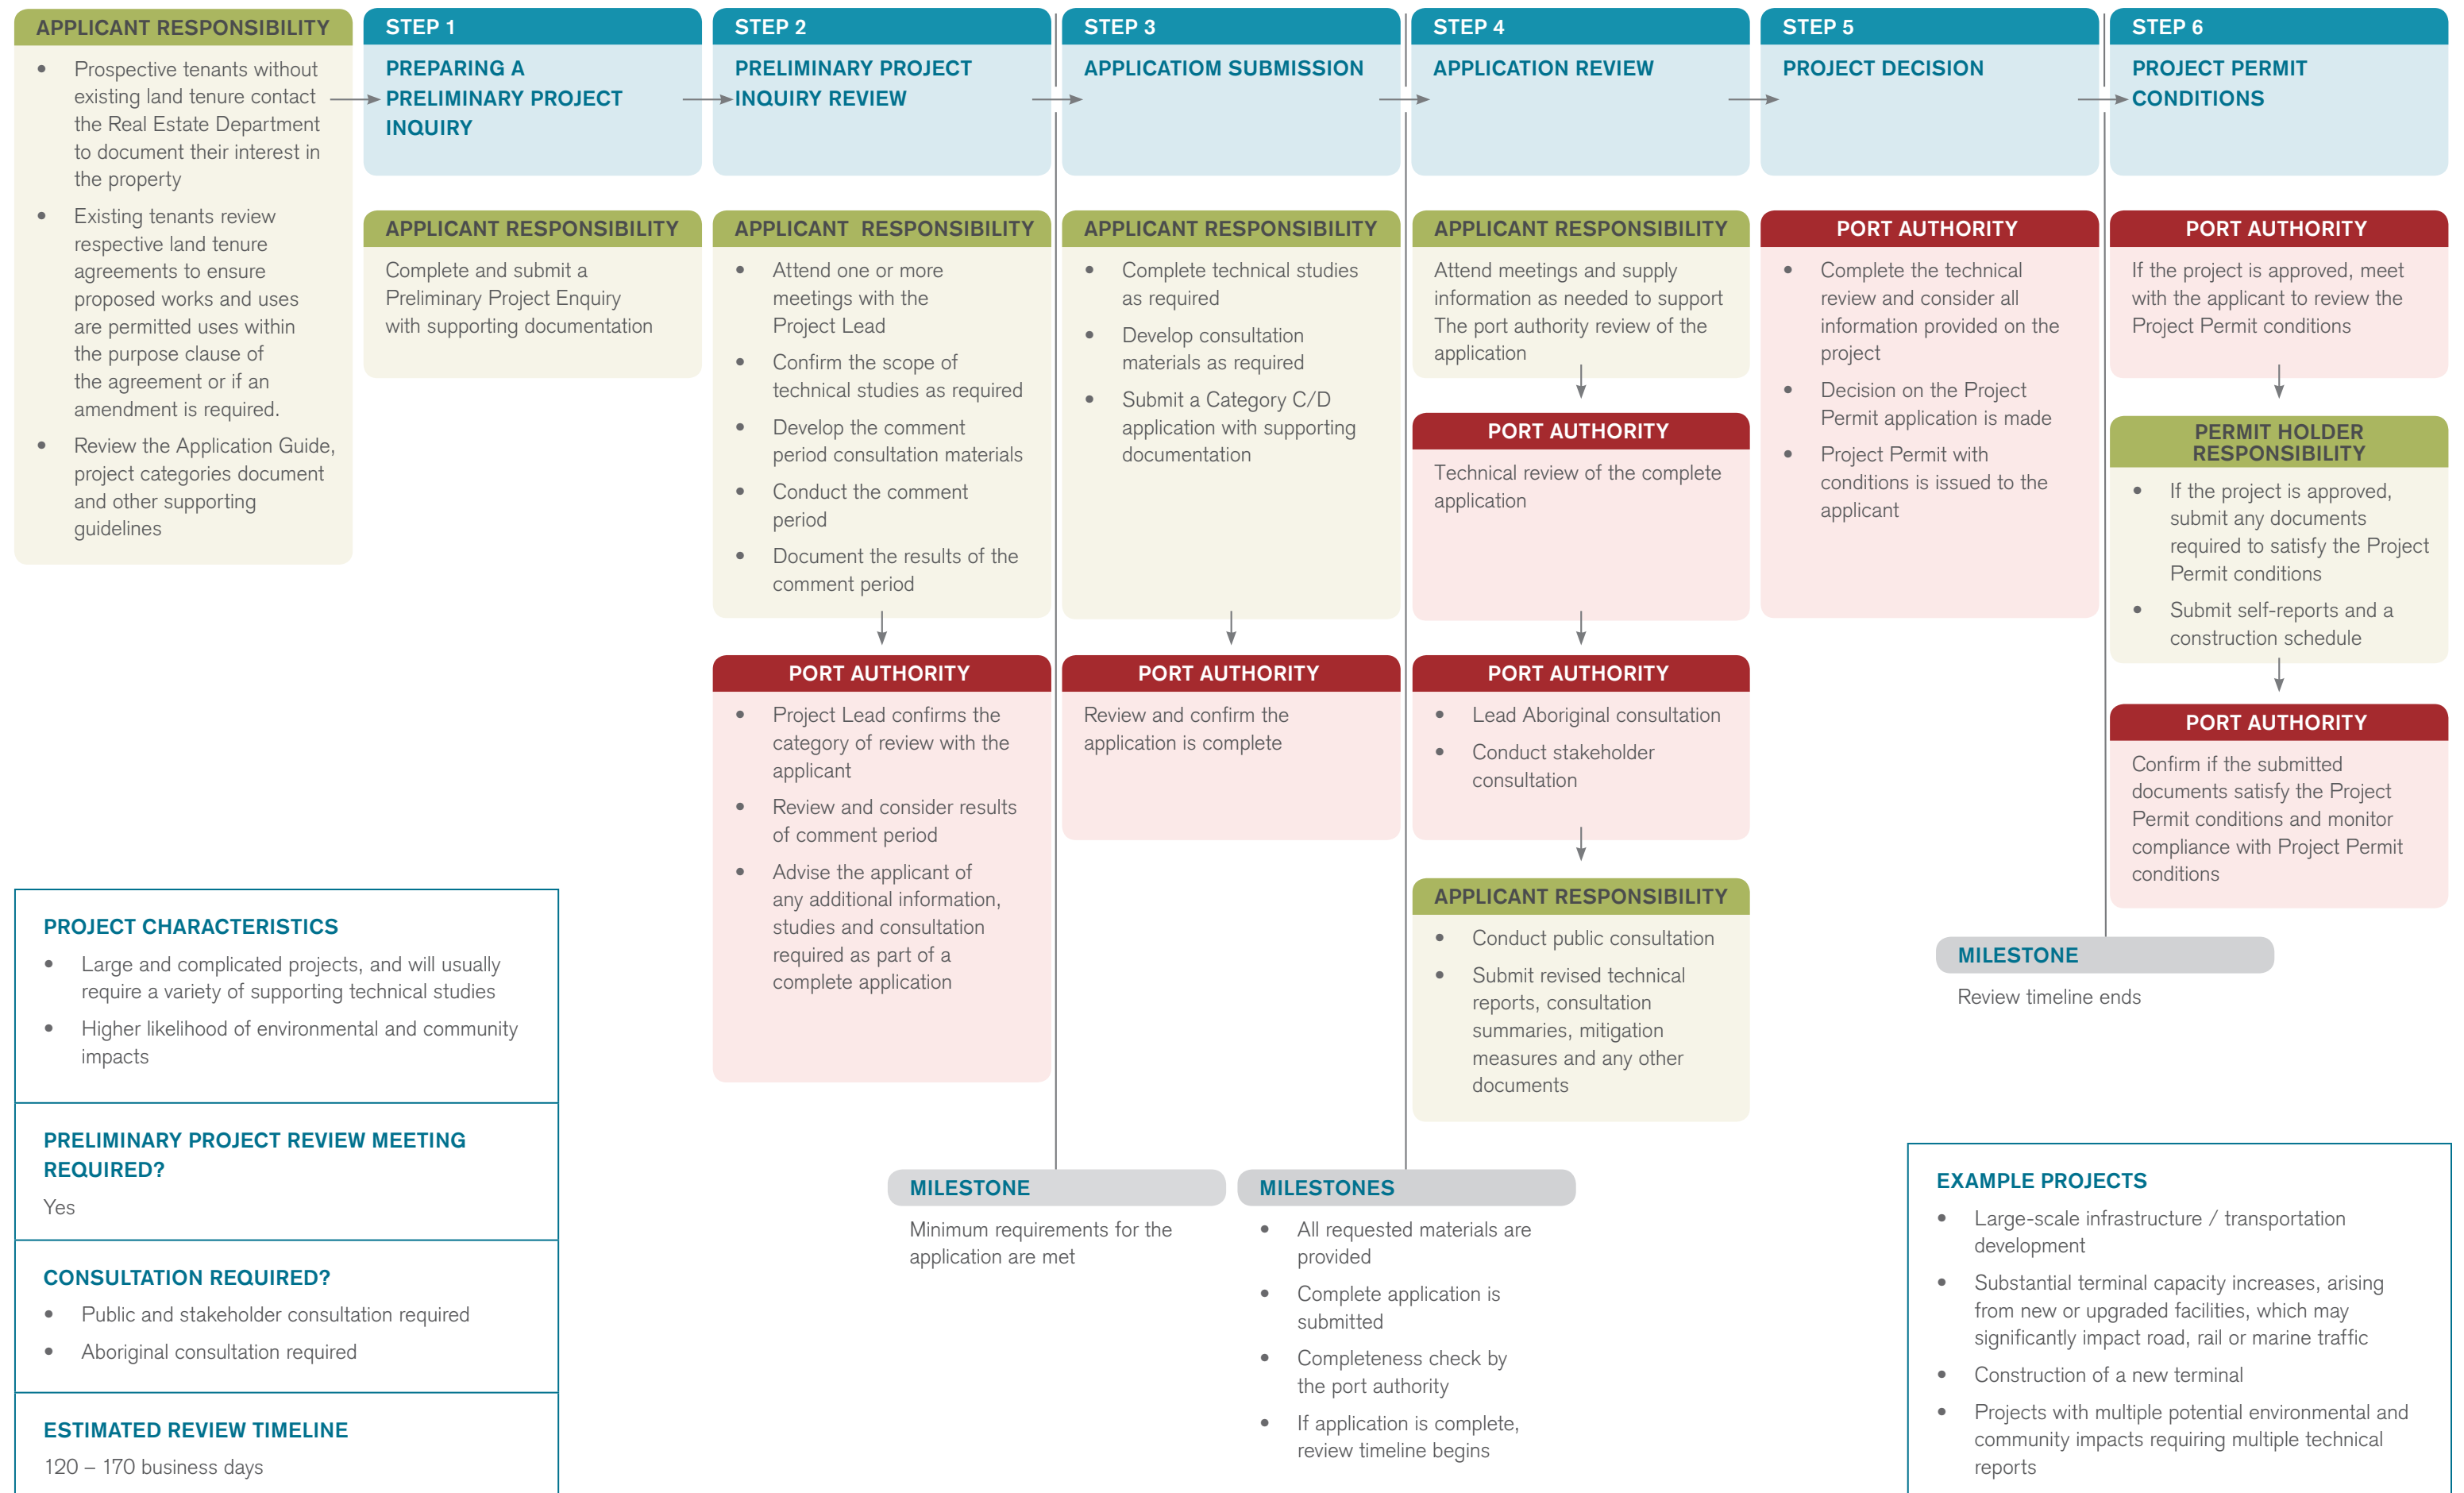 APPLICANT RESPONSIBILITY
• Prospective tenants without
existing land tenure contact
the Real Estate Department
to document their interest in
the property
• Existing tenants review
respective land tenure
agreements to ensure
proposed works and uses
are permitted uses within
the purpose clause of
the agreement or if an
amendment is required.
• Review the Application Guide,
project categories document
and other supporting
guidelines
STEP 1
PREPARING A
PRELIMINARY PROJECT
INQUIRY
APPLICANT RESPONSIBILITY
Complete and submit a
Preliminary Project Enquiry
with supporting documentation
STEP 2
PRELIMINARY PROJECT
INQUIRY REVIEW
APPLICANT RESPONSIBILITY
• Attend one or more
meetings with the
Project Lead
• Confirm the scope of
technical studies as required
• Develop the comment
period consultation materials
• Conduct the comment
period
• Document the results of the
comment period
PORT AUTHORITY
• Project Lead confirms the
category of review with the
applicant
• Review and consider results
of comment period
• Advise the applicant of
any additional information,
studies and consultation
required as part of a
complete application
STEP 3
APPLICATIOM SUBMISSION
APPLICANT RESPONSIBILITY
• Complete technical studies
as required
• Develop consultation
materials as required
• Submit a Category C/D
application with supporting
documentation
PORT AUTHORITY
Review and confirm the
application is complete
STEP 4
APPLICATION REVIEW
APPLICANT RESPONSIBILITY
Attend meetings and supply
information as needed to support
The port authority review of the
application
PORT AUTHORITY
Technical review of the complete
application
PORT AUTHORITY
• Lead Aboriginal consultation
• Conduct stakeholder
consultation
APPLICANT RESPONSIBILITY
• Conduct public consultation
• Submit revised technical
reports, consultation
summaries, mitigation
measures and any other
documents
STEP 5
PROJECT DECISION
PORT AUTHORITY
• Complete the technical
review and consider all
information provided on the
project
• Decision on the Project
Permit application is made
• Project Permit with
conditions is issued to the
applicant
STEP 6
PROJECT PERMIT
CONDITIONS
PORT AUTHORITY
If the project is approved, meet
with the applicant to review the
Project Permit conditions
PERMIT HOLDER
RESPONSIBILITY
• If the project is approved,
submit any documents
required to satisfy the Project
Permit conditions
• Submit self-reports and a
construction schedule
PORT AUTHORITY
Confirm if the submitted
documents satisfy the Project
Permit conditions and monitor
compliance with Project Permit
conditions
MILESTONE
Minimum requirements for the
application are met
MILESTONES
• All requested materials are
provided
• Complete application is
submitted
• Completeness check by
the port authority
• If application is complete,
review timeline begins
MILESTONE
Review timeline ends
PROJECT CHARACTERISTICS
• Large and complicated projects, and will usually
require a variety of supporting technical studies
• Higher likelihood of environmental and community
impacts
PRELIMINARY PROJECT REVIEW MEETING
REQUIRED?
Yes
CONSULTATION REQUIRED?
• Public and stakeholder consultation required
• Aboriginal consultation required
ESTIMATED REVIEW TIMELINE
120 – 170 business days
EXAMPLE PROJECTS
• Large-scale infrastructure / transportation
development
• Substantial terminal capacity increases, arising
from new or upgraded facilities, which may
significantly impact road, rail or marine traffic
• Construction of a new terminal
• Projects with multiple potential environmental and
community impacts requiring multiple technical
reports